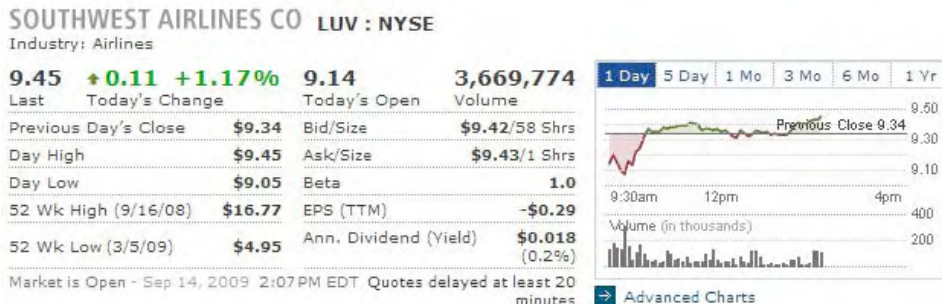 SOUTHWEST AIRLINES CO LUV : NYSE
Industry: Airlines
9.45 0.11 +1.17% 9.14 3,669,774
Last Today's Change Today's Open Volume
Previous Day's Close $9.34 Bid/Size $9.42/58 Shrs
Day High $9.45 Ask/Size $9.43/1 Shrs
Day Low $9.05 Beta 1.0
52 Wk High (9/16/08) $16.77 EPS (TTM) -$0.29
52 Wk Low (3/5/09) $4.95 Ann. Dividend (Yield) $0.018
(0.2%)
Market is Open - Sep 14, 2009 2:07PM EDT Quotes delayed at least 20
minutes
1 Day 5 Day 1 Mo 3 Mo 6 Mo 1 Yr
9.50
Previous Close 9.34
9.30
9.10
9:30am 12pm 4pm
400
Volume (in thousands)
200
Advanced Charts